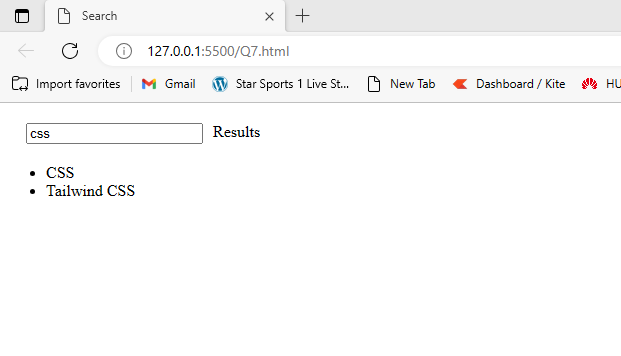 Search
127.0.0.1:5500/Q7.html
Import favorites Gmail Star Sports 1 Live St... New Tab Dashboard / Kite HU
css Results
CSS
Tailwind CSS